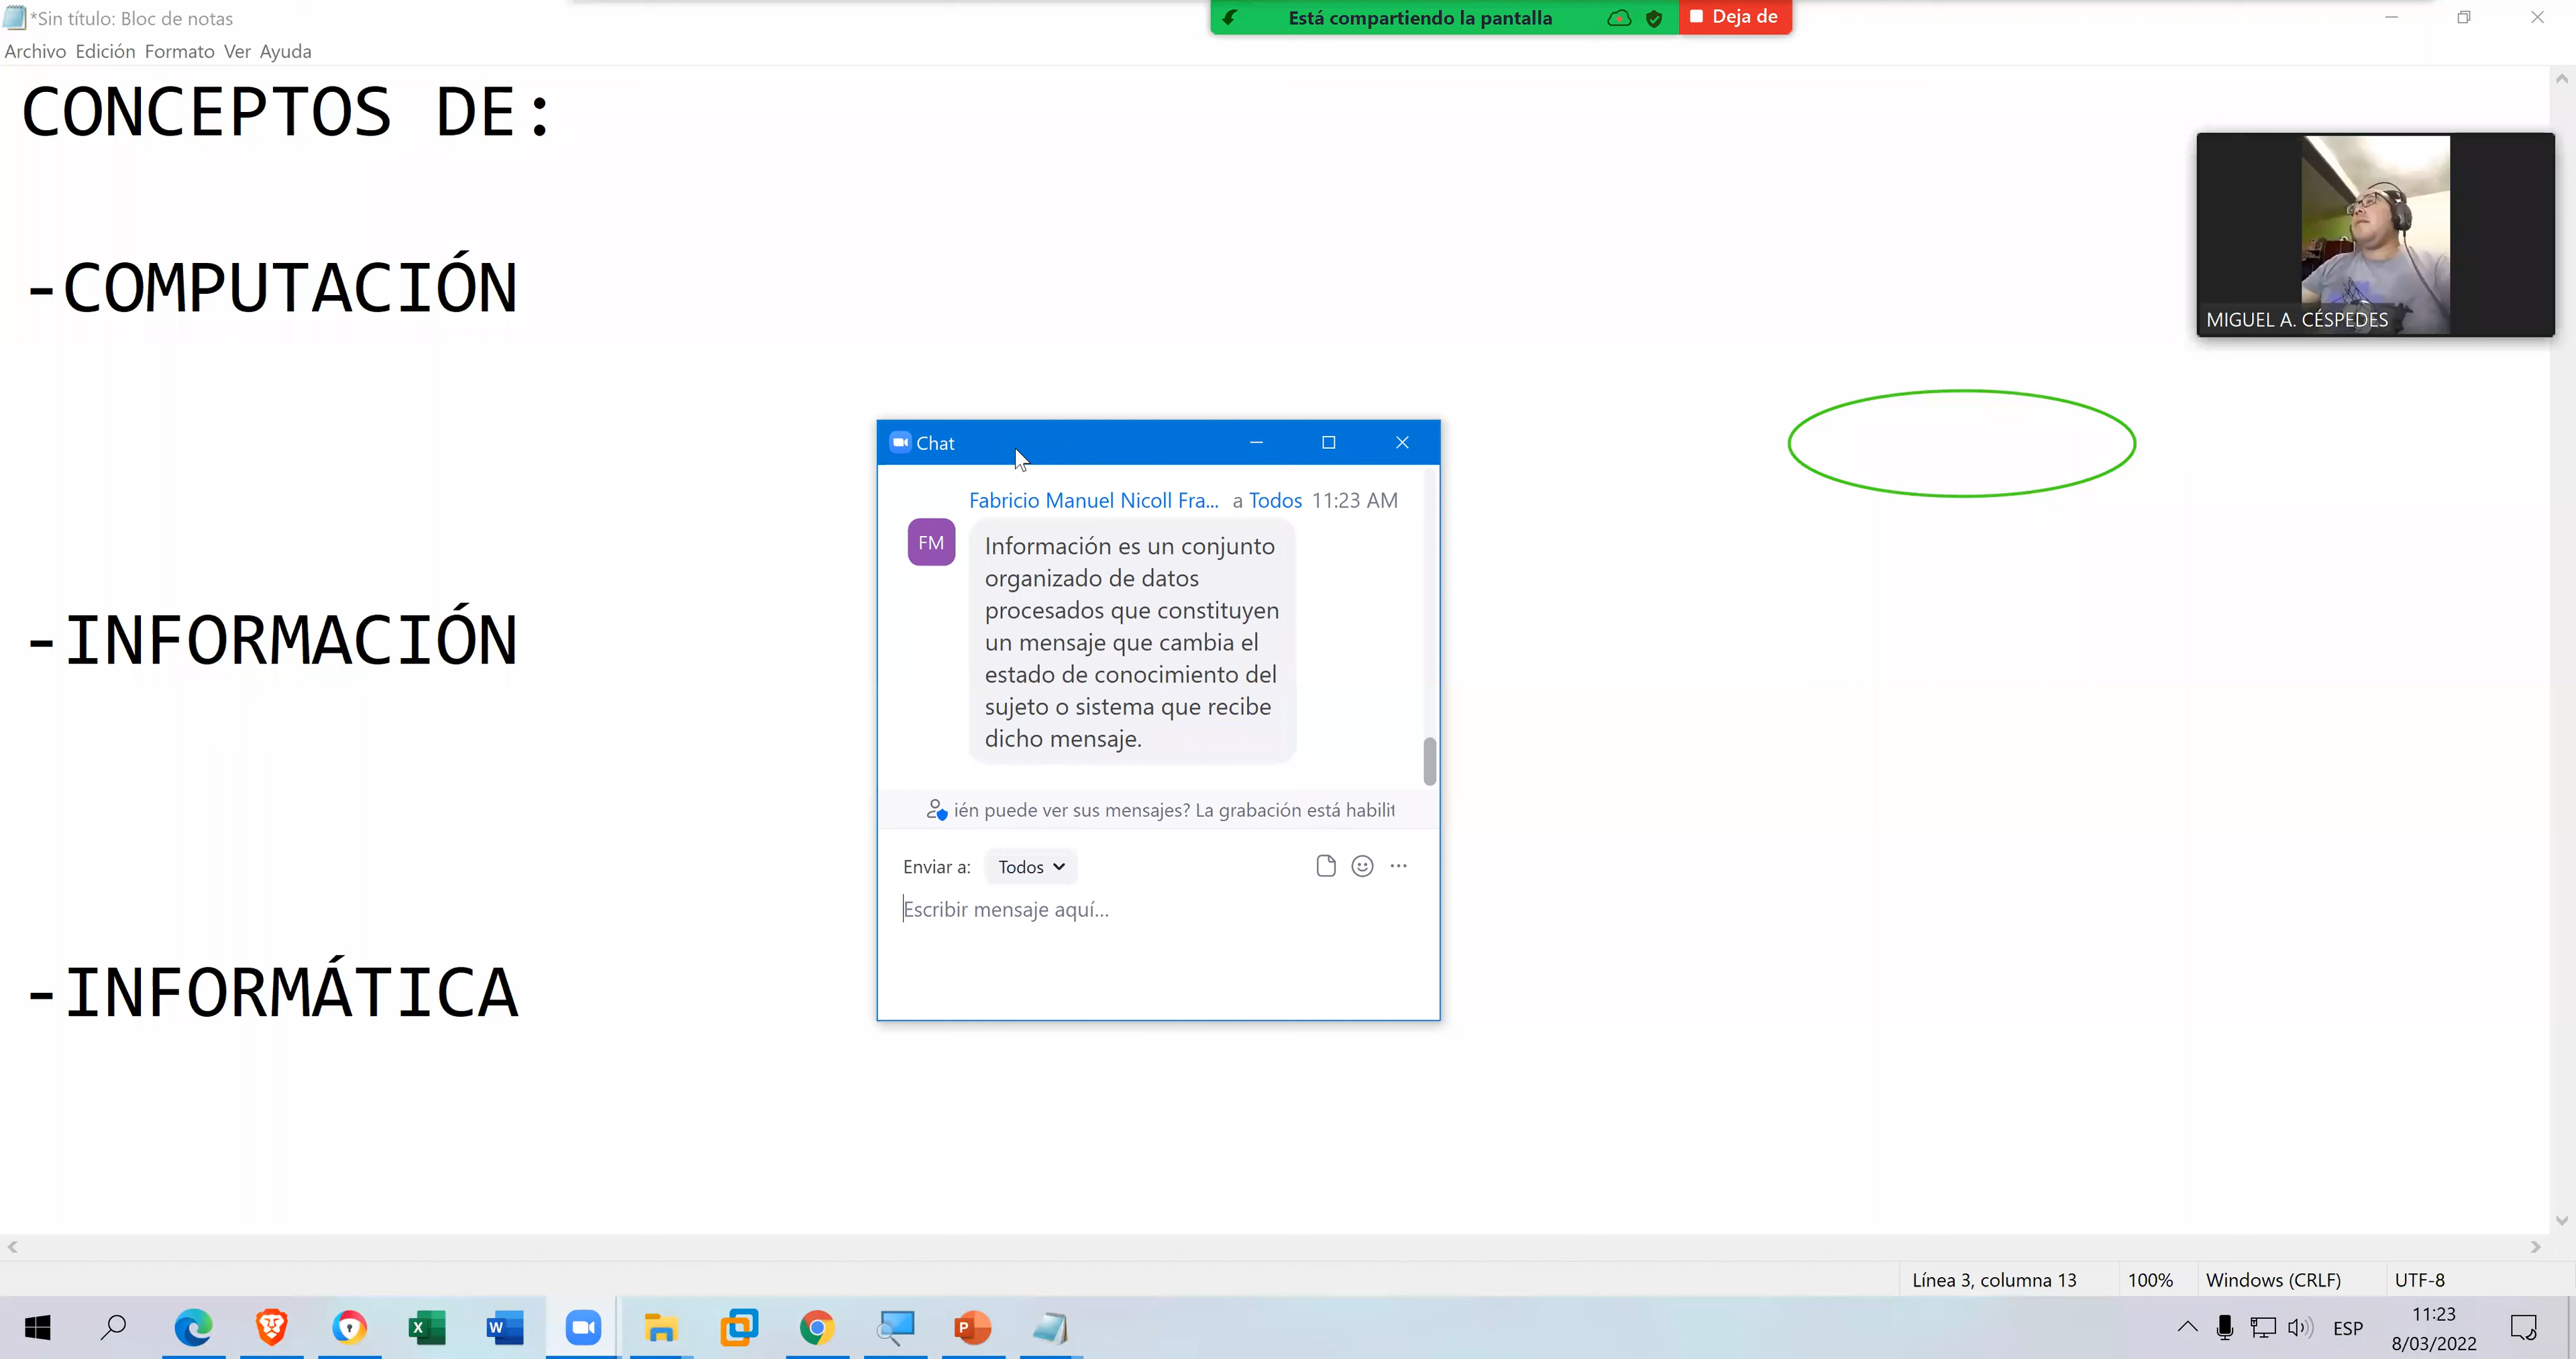 *Sin título: Bloc de notas
Está compartiendo la pantalla
Deja de
Archivo Edición Formato Ver Ayuda
CONCEPTOS DE:
-COMPUTACIÓN
-INFORMACIÓN
-INFORMÁTICA
MIGUEL A. CÉSPEDES
Chat
Fabricio Manuel Nicoll Fra... a Todos 11:23 AM
FM
Información es un conjunto
organizado de datos
procesados que constituyen
un mensaje que cambia el
estado de conocimiento del
sujeto o sistema que recibe
dicho mensaje.
ién puede ver sus mensajes? La grabación está habilit
Enviar a: Todos
Escribir mensaje aquí...
Línea 3, columna 13 100% Windows (CRLF) UTF-8
ESP
11:23
8/03/2022